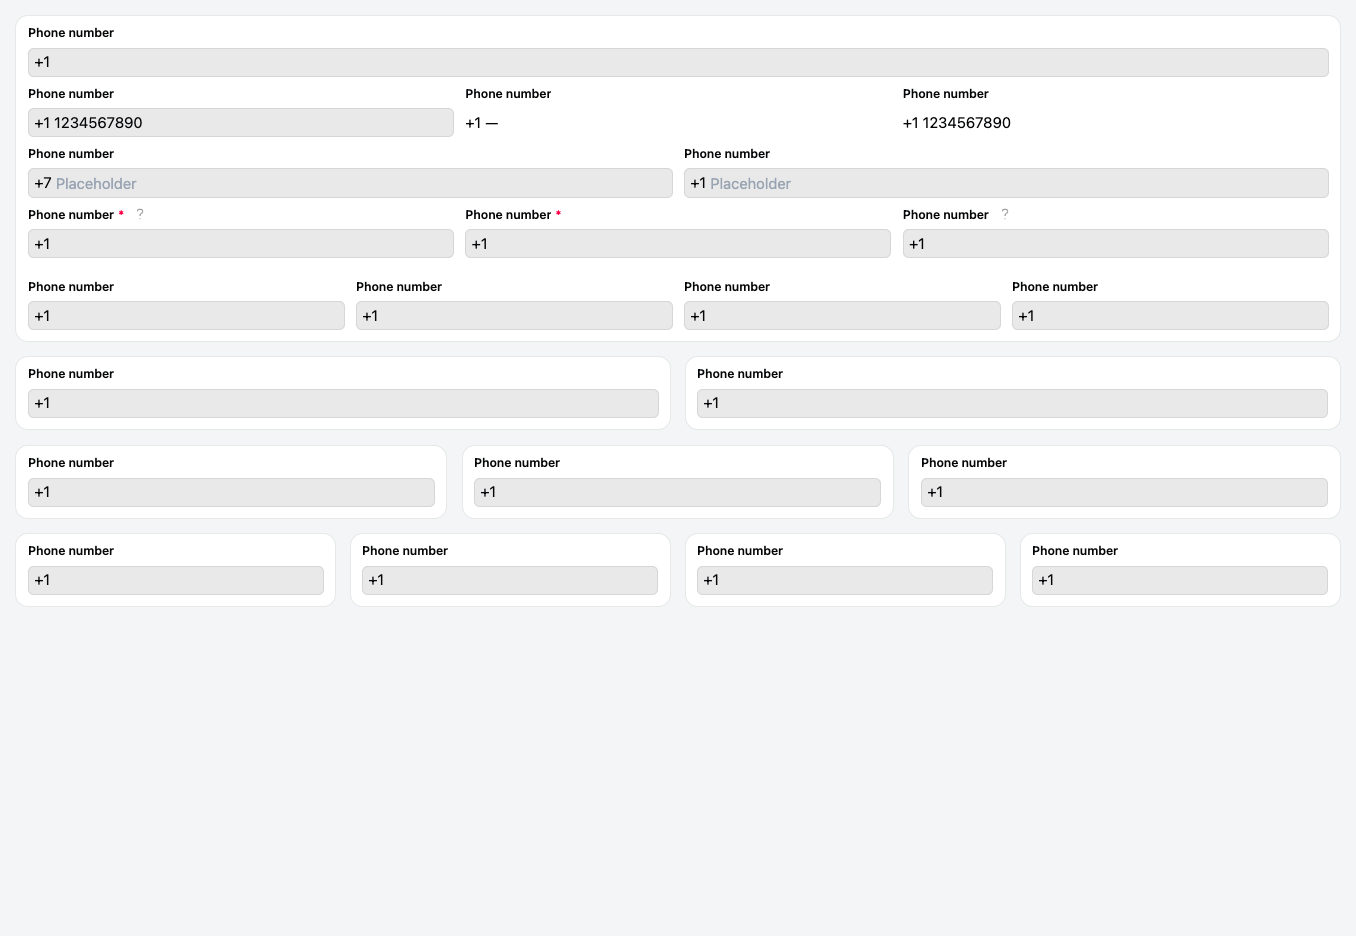 Phone number
+1
Phone number Phone number Phone number
+1 1234567890 +1 — +1 1234567890
Phone number Phone number
+7 Placeholder +1 Placeholder
Phone number * ? Phone number * Phone number ?
+1 +1 +1
Phone number Phone number Phone number Phone number
+1 +1 +1 +1
Phone number Phone number
+1 +1
Phone number Phone number Phone number
+1 +1 +1
Phone number Phone number Phone number Phone number
+1 +1 +1 +1